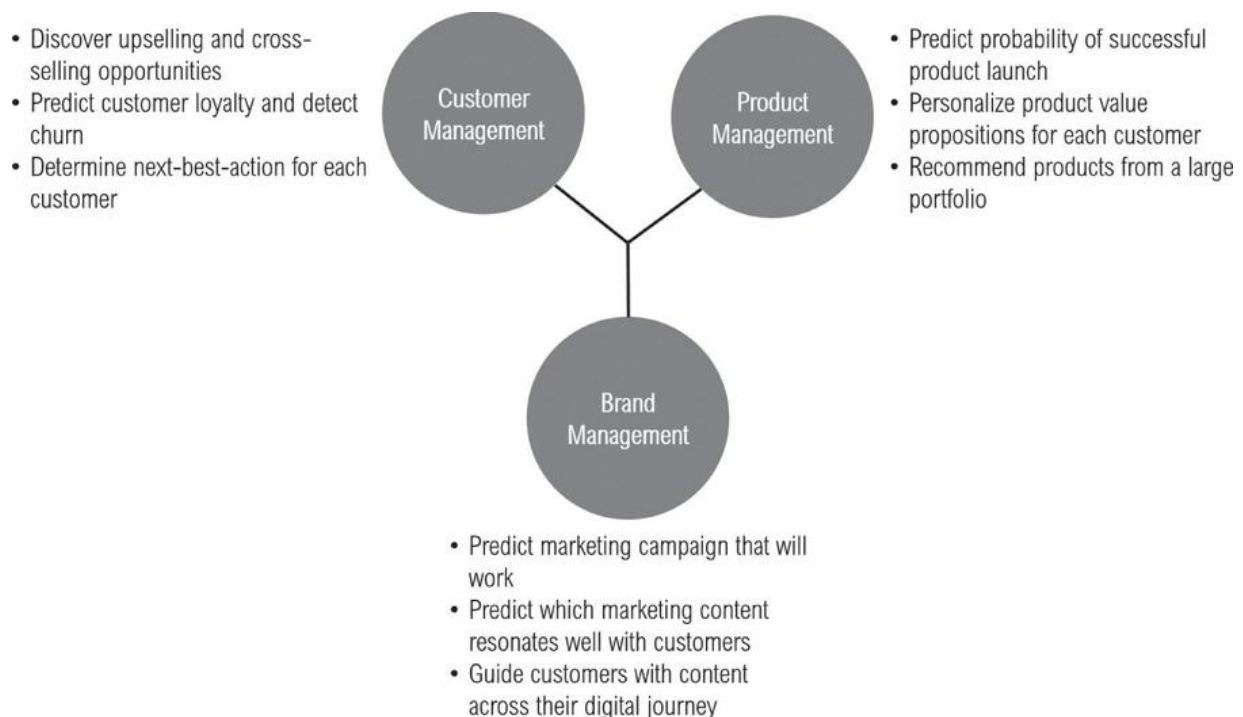 • Discover upselling and cross-
selling opportunities
• Predict customer loyalty and detect
churn
• Determine next-best-action for each
customer
Customer
Management
Product
Management
• Predict probability of successful
product launch
• Personalize product value
propositions for each customer
• Recommend products from a large
portfolio
Brand
Management
• Predict marketing campaign that will
work
• Predict which marketing content
resonates well with customers
• Guide customers with content
across their digital journey